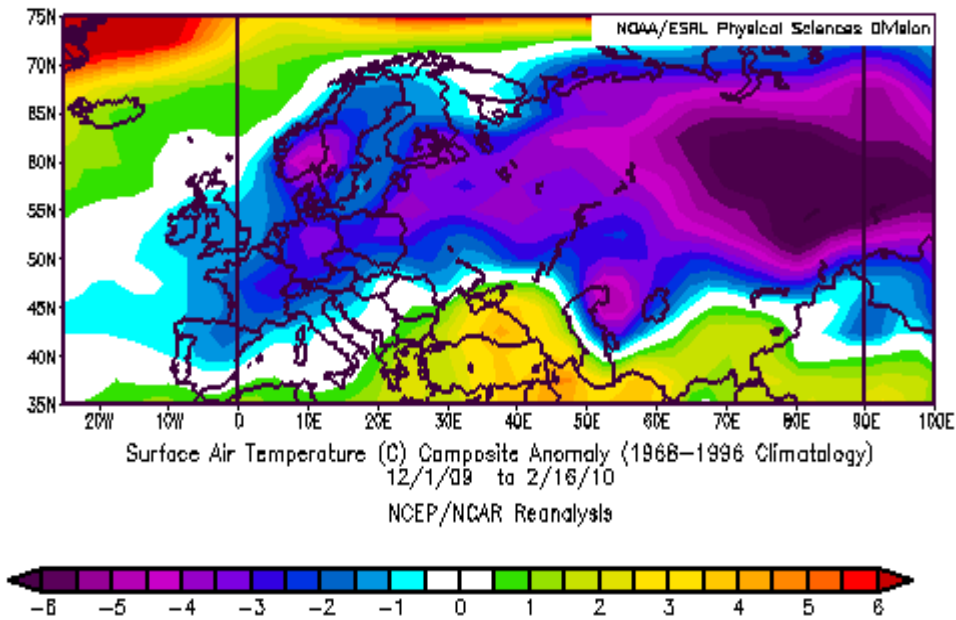 NOAA/ESRL Physical Sciences Division
75N
70N
65N
60N
55N
50N
45N
40N
35N
20W 10W 0 10E 20E 30E 40E 50E 60E 70E 80E 90E 100E
Surface Air Temperature (C) Composite Anomaly (1968-1996 Climatology)
12/1/09 to 2/16/10
NCEP/NCAR Reanalysis
-6 -5 -4 -3 -2 -1 0 1 2 3 4 5 6